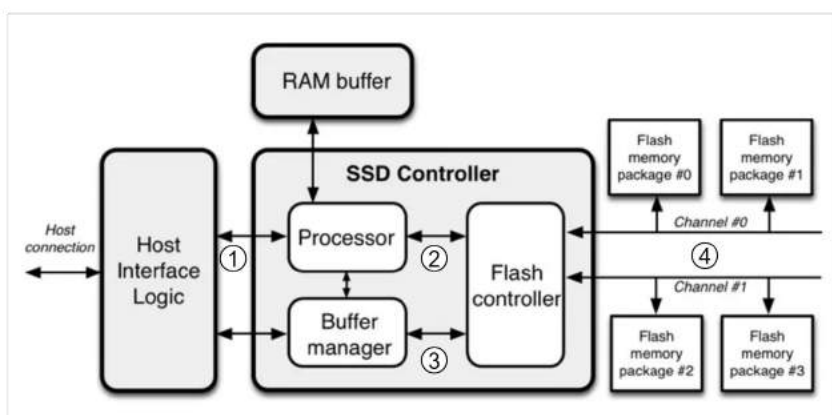 RAM buffer
SSD Controller
Flash
memory
package #0
Flash
memory
package #1
Host
connection
Host
Interface
Logic
①
Processor
②
Flash
controller
Channel #0
④
Channel #1
Buffer
manager
③
Flash
memory
package #2
Flash
memory
package #3